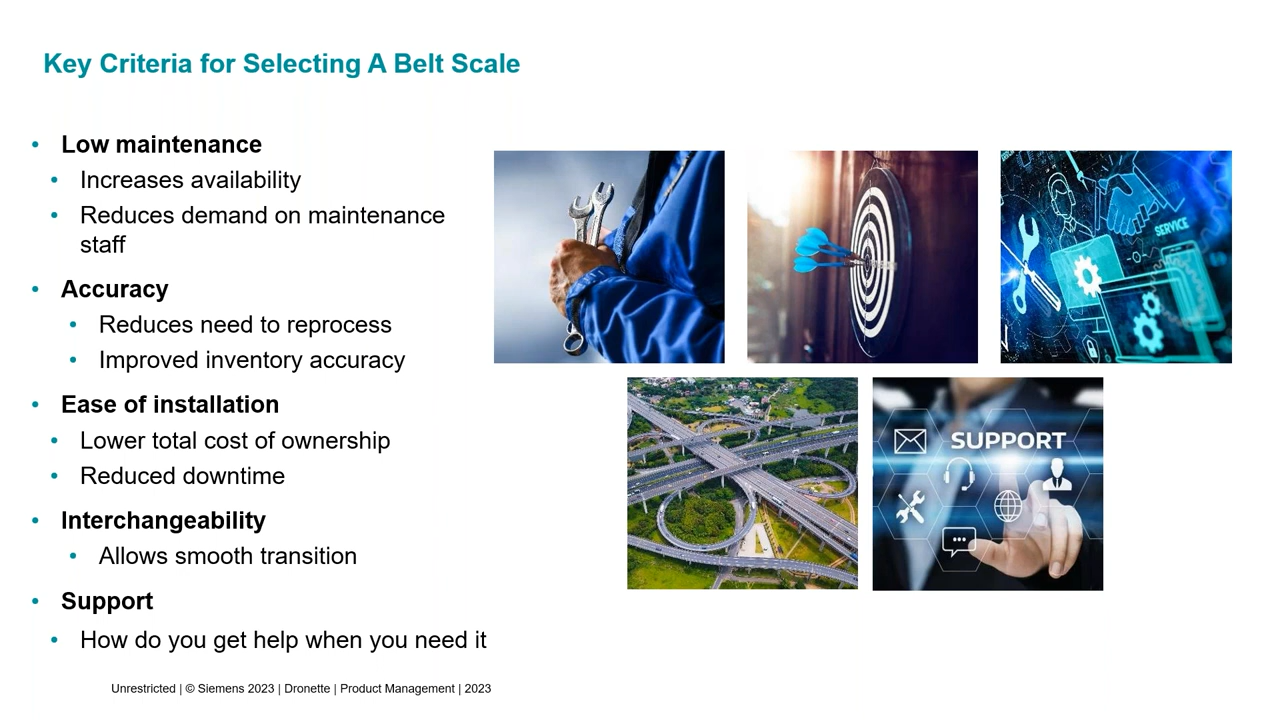 Key Criteria for Selecting A Belt Scale
• Low maintenance
• Increases availability
• Reduces demand on maintenance
staff
• Accuracy
• Reduces need to reprocess
• Improved inventory accuracy
• Ease of installation
• Lower total cost of ownership
• Reduced downtime
• Interchangeability
• Allows smooth transition
• Support
• How do you get help when you need it
SERVICE
SUPPORT
Unrestricted | © Siemens 2023 | Dronette | Product Management | 2023